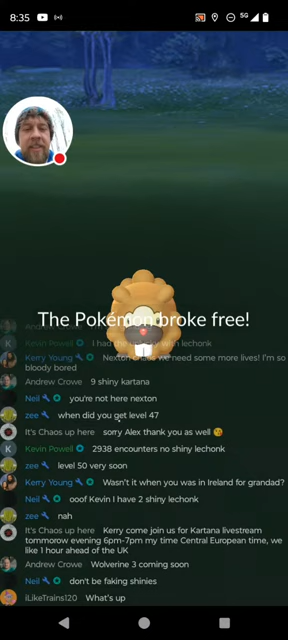 8:35
5G
The Pokémon broke free!
Andrew Crowe
Kevin Powell I had the
lechonk
Kerry Young
we need some more lives! I'm so
bloody bored
Andrew Crowe 9 shiny kartana
Neil you're not here nexton
zee when did you get level 47
It's Chaos up here sorry Alex thank you as well 😘
Kevin Powell 2938 encounters no shiny lechonk
zee level 50 very soon
Kerry Young Wasn't it when you was in Ireland for grandad?
Neil ooof Kevin I have 2 shiny lechonk
zee nah
It's Chaos up here Kerry come join us for Kartana livestream
tommorow evening 6pm-7pm my time Central European time, we
like 1 hour ahead of the UK
Andrew Crowe Wolverine 3 coming soon
Neil don't be faking shinies
iLikeTrains120 What's up